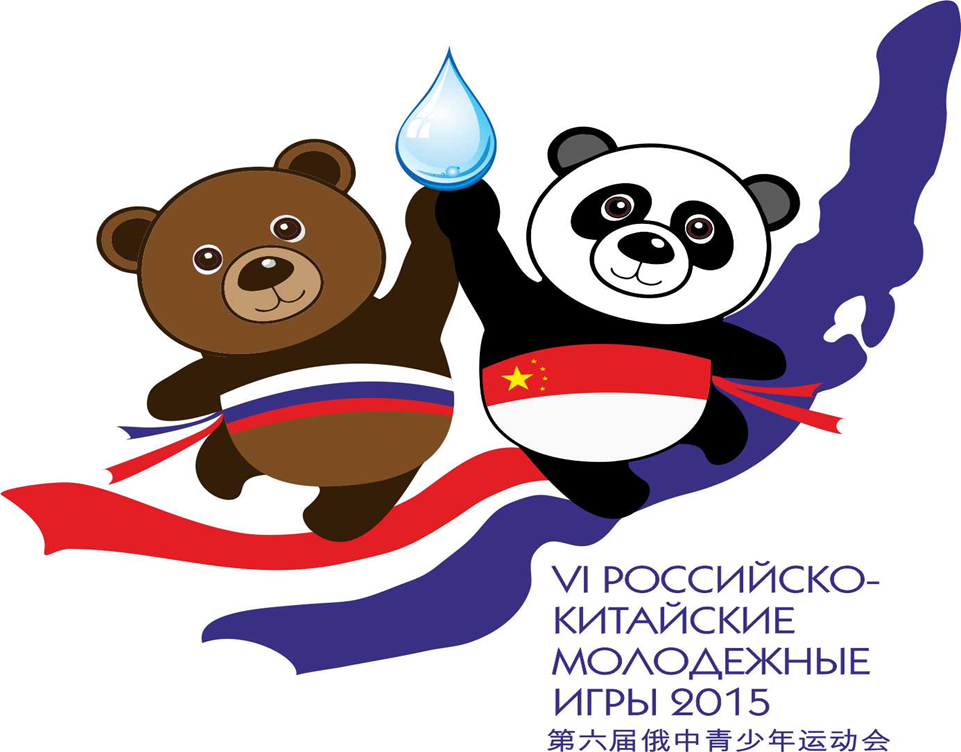 VI РОССИЙСКО-
КИТАЙСКИЕ
МОЛОДЕЖНЫЕ
ИГРЫ 2015
第六届俄中青少年运动会